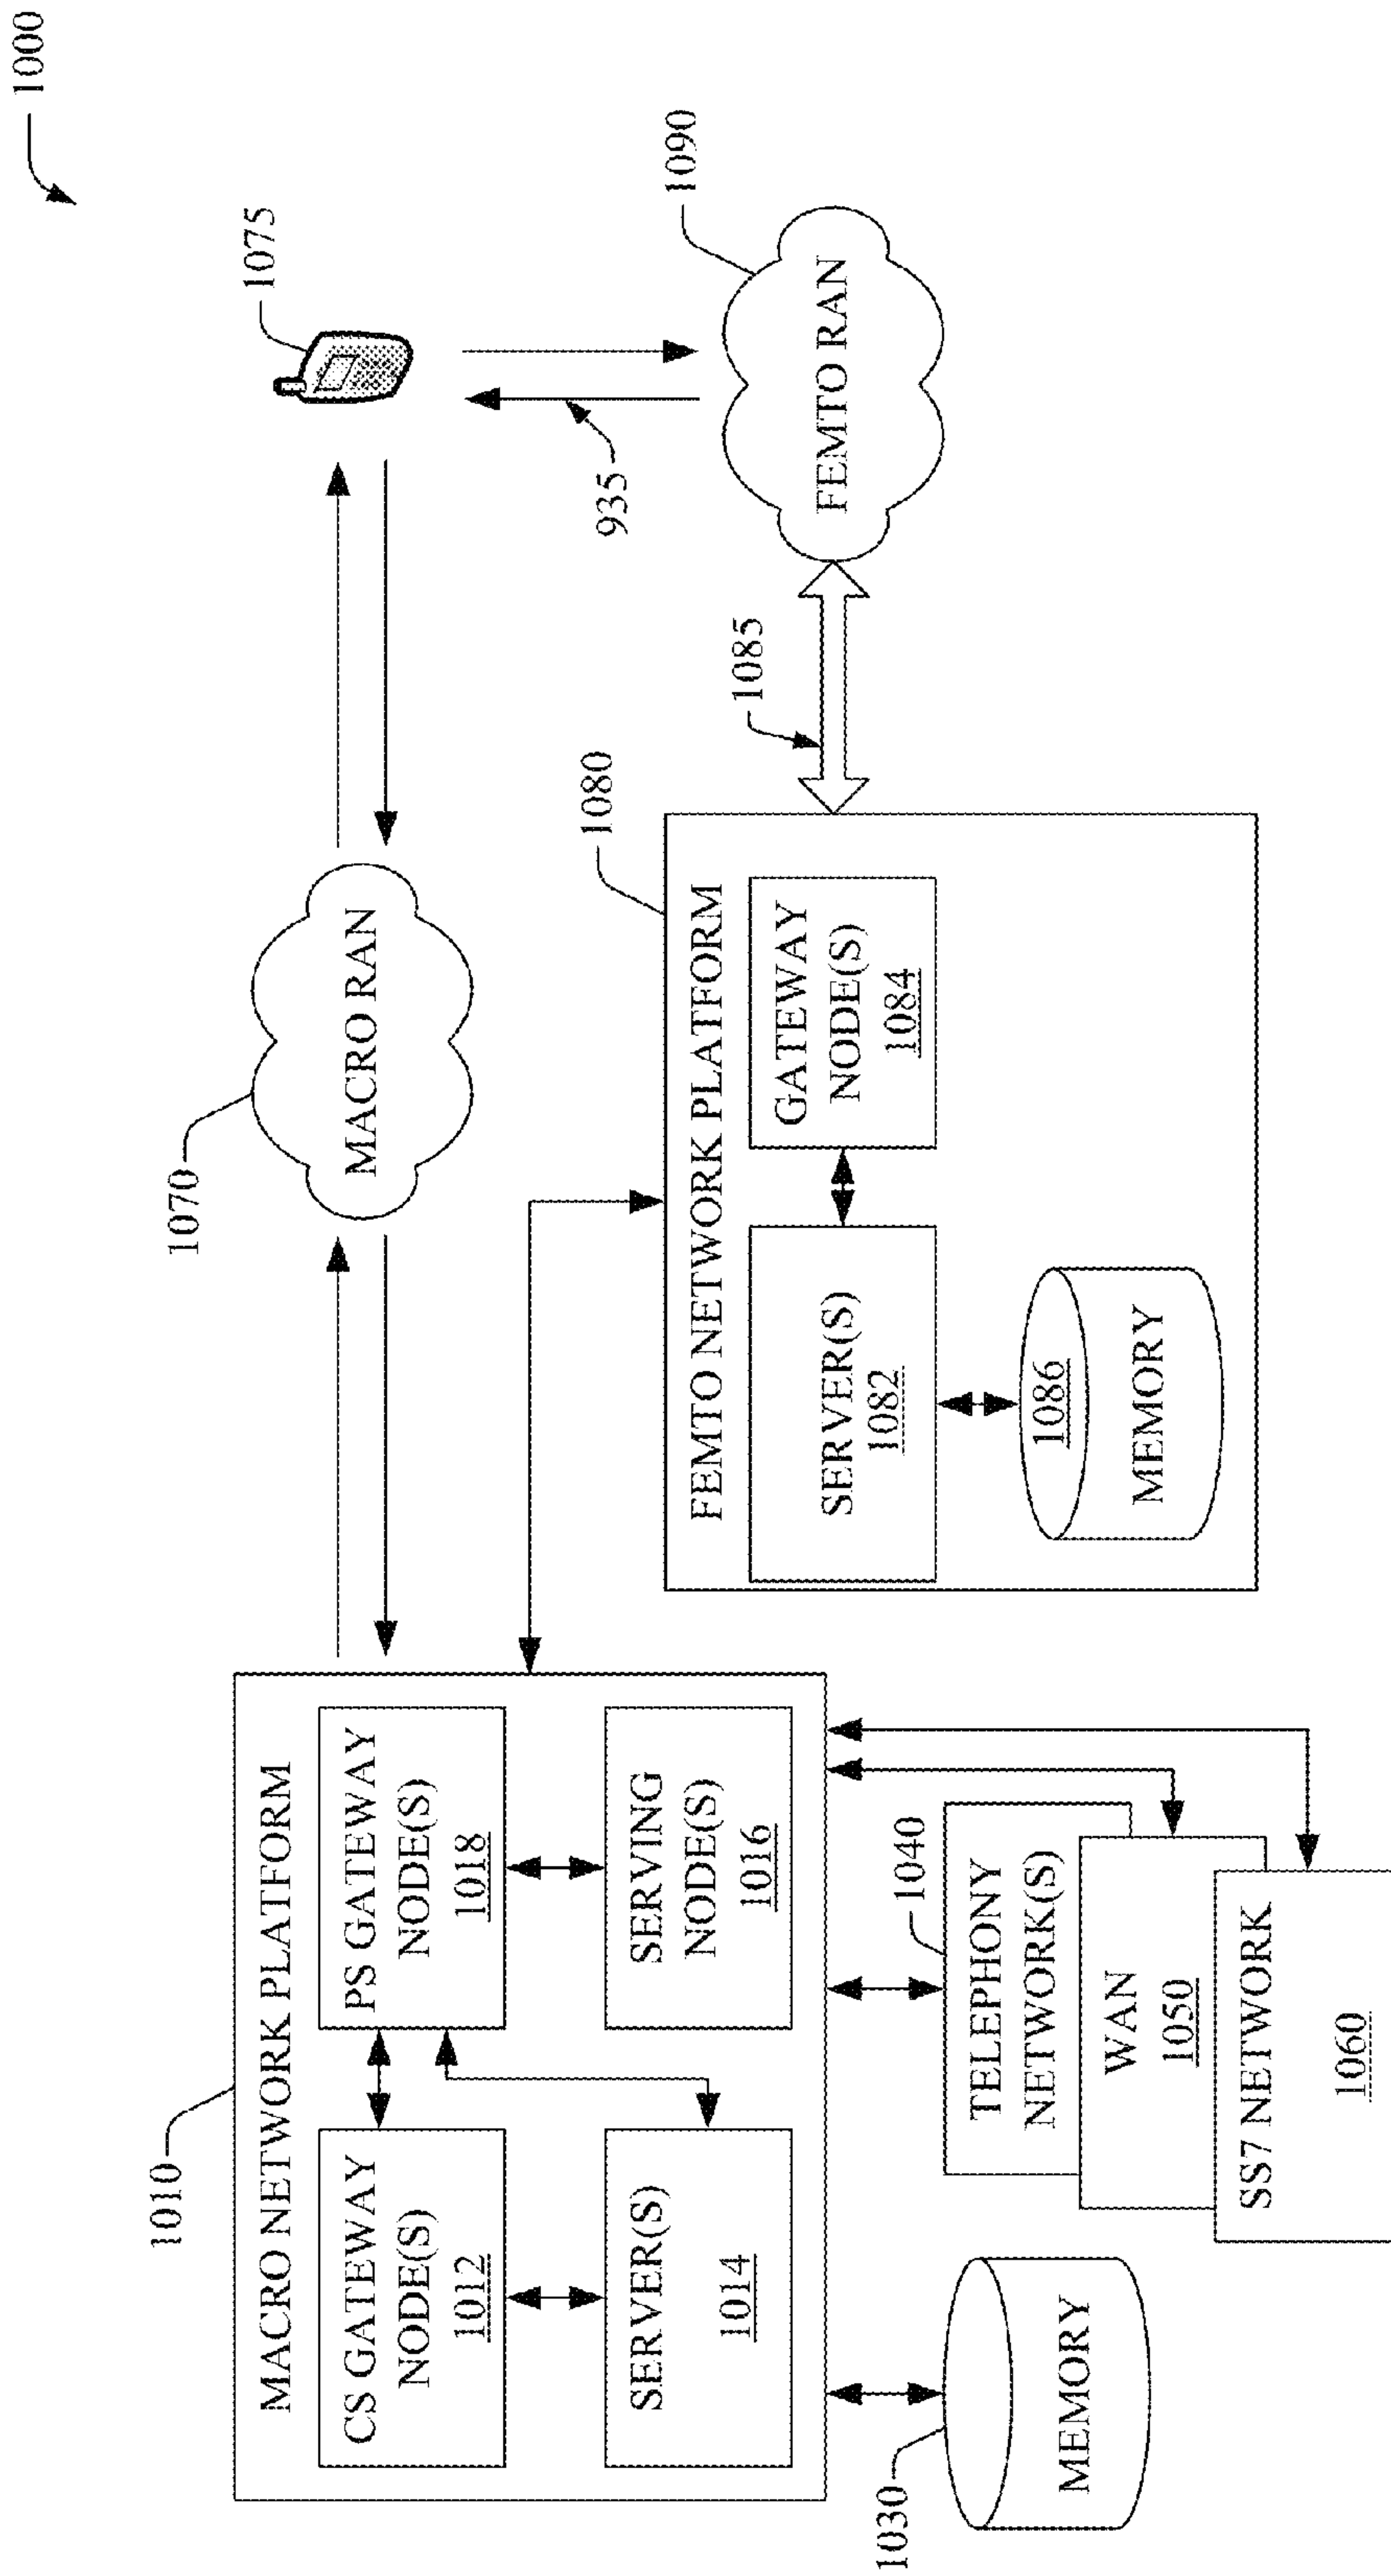 1000
1010
MACRO NETWORK PLATFORM
CS GATEWAY
NODE(S)
1012
PS GATEWAY
NODE(S)
1018
SERVER(S)
1014
SERVING
NODE(S)
1016
1030
MEMORY
1040
TELEPHONY
NETWORK(S)
WAN
1050
SS7 NETWORK
1060
1070
MACRO RAN
1075
935
1080
FEMTO NETWORK PLATFORM
SERVER(S)
1082
GATEWAY
NODE(S)
1084
1086
MEMORY
1085
1090
FEMTO RAN